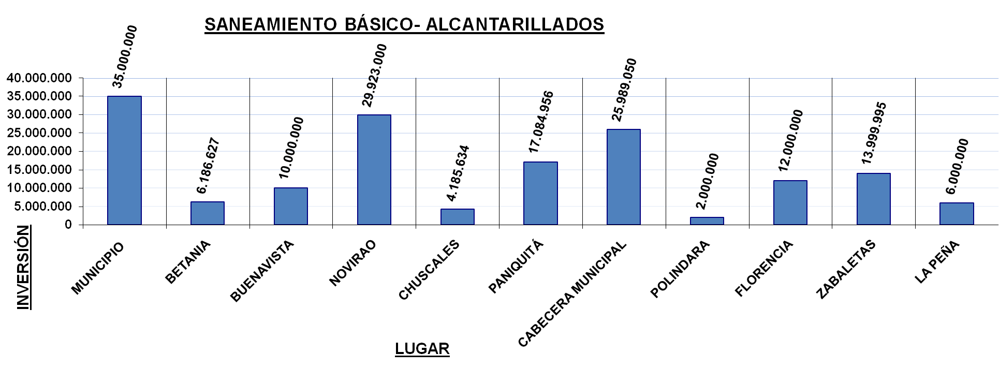 SANEAMIENTO BÁSICO- ALCANTARILLADOS
40.000.000
35.000.000
30.000.000
25.000.000
20.000.000
15.000.000
10.000.000
5.000.000
0
35.000.000
6.186.627
10.000.000
29.923.000
4.185.634
17.084.956
25.989.050
2.000.000
12.000.000
13.999.995
6.000.000
INVERSIÓN
MUNICIPIO
BETANIA
BUENAVISTA
NOVIRAO
CHUSCALES
PANIQUITÁ
CABECERA MUNICIPAL
POLINDARA
FLORENCIA
ZABALETAS
LA PEÑA
LUGAR